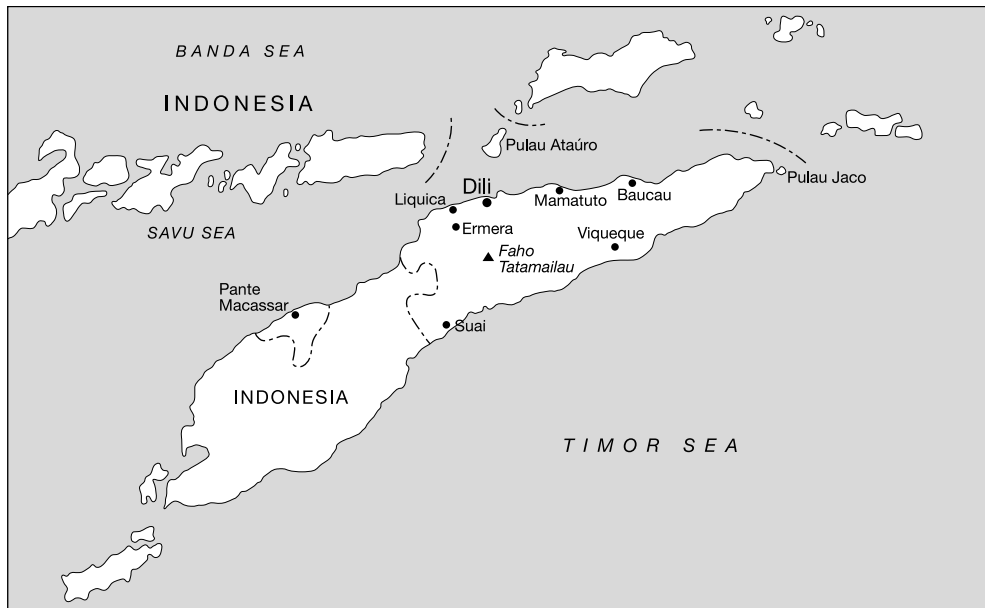 BANDA SEA
INDONESIA
Pulau Ataúro
Pulau Jaco
Dili
Liquica
Mamatuto
Baucau
SAVU SEA
Ermera
Viqueque
Faho
Tatamailau
Pante
Macassar
Suai
INDONESIA
TIMOR SEA